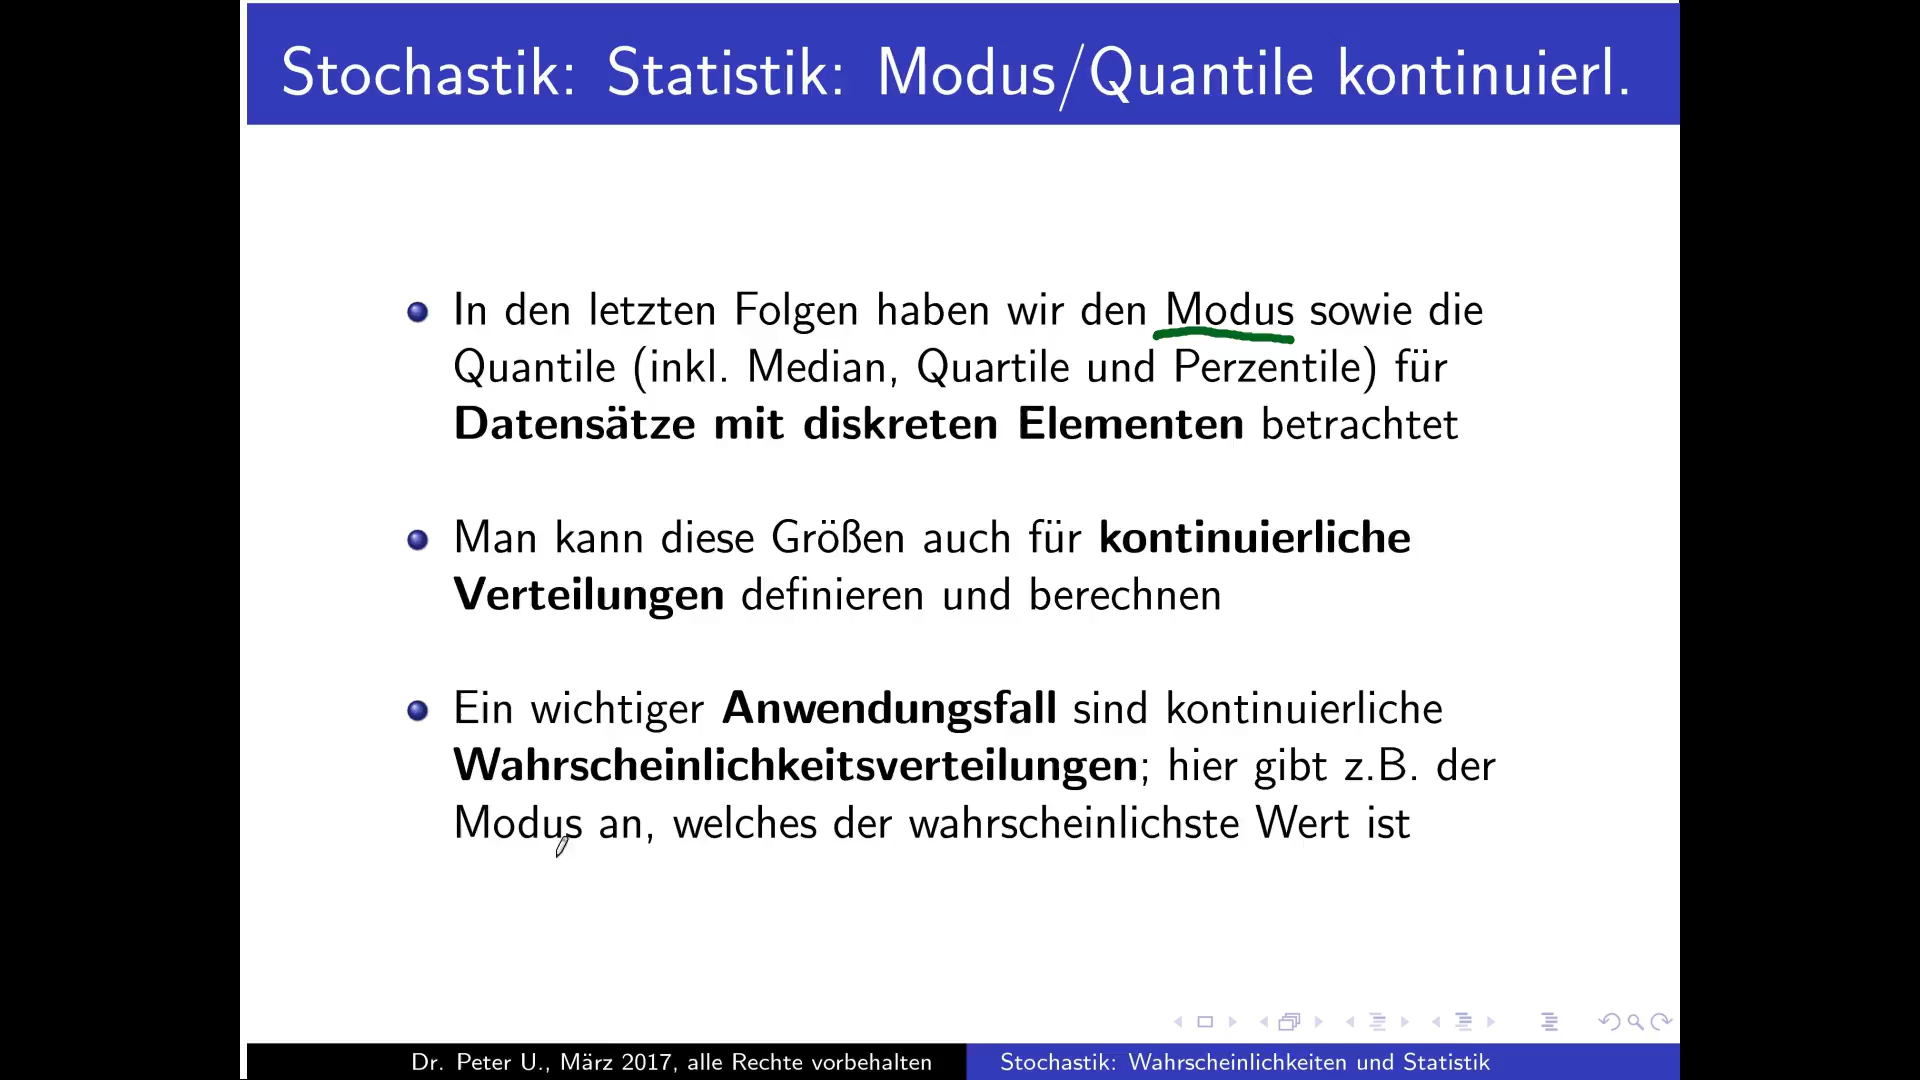 Stochastik: Statistik: Modus/Quantile kontinuierl.
In den letzten Folgen haben wir den Modus sowie die
Quantile (inkl. Median, Quartile und Perzentile) für
Datensätze mit diskreten Elementen betrachtet
Man kann diese Größen auch für kontinuierliche
Verteilungen definieren und berechnen
Ein wichtiger Anwendungsfall sind kontinuierliche
Wahrscheinlichkeitsverteilungen; hier gibt z.B. der
Modus an, welches der wahrscheinlichste Wert ist
Dr. Peter U., März 2017, alle Rechte vorbehalten
Stochastik: Wahrscheinlichkeiten und Statistik